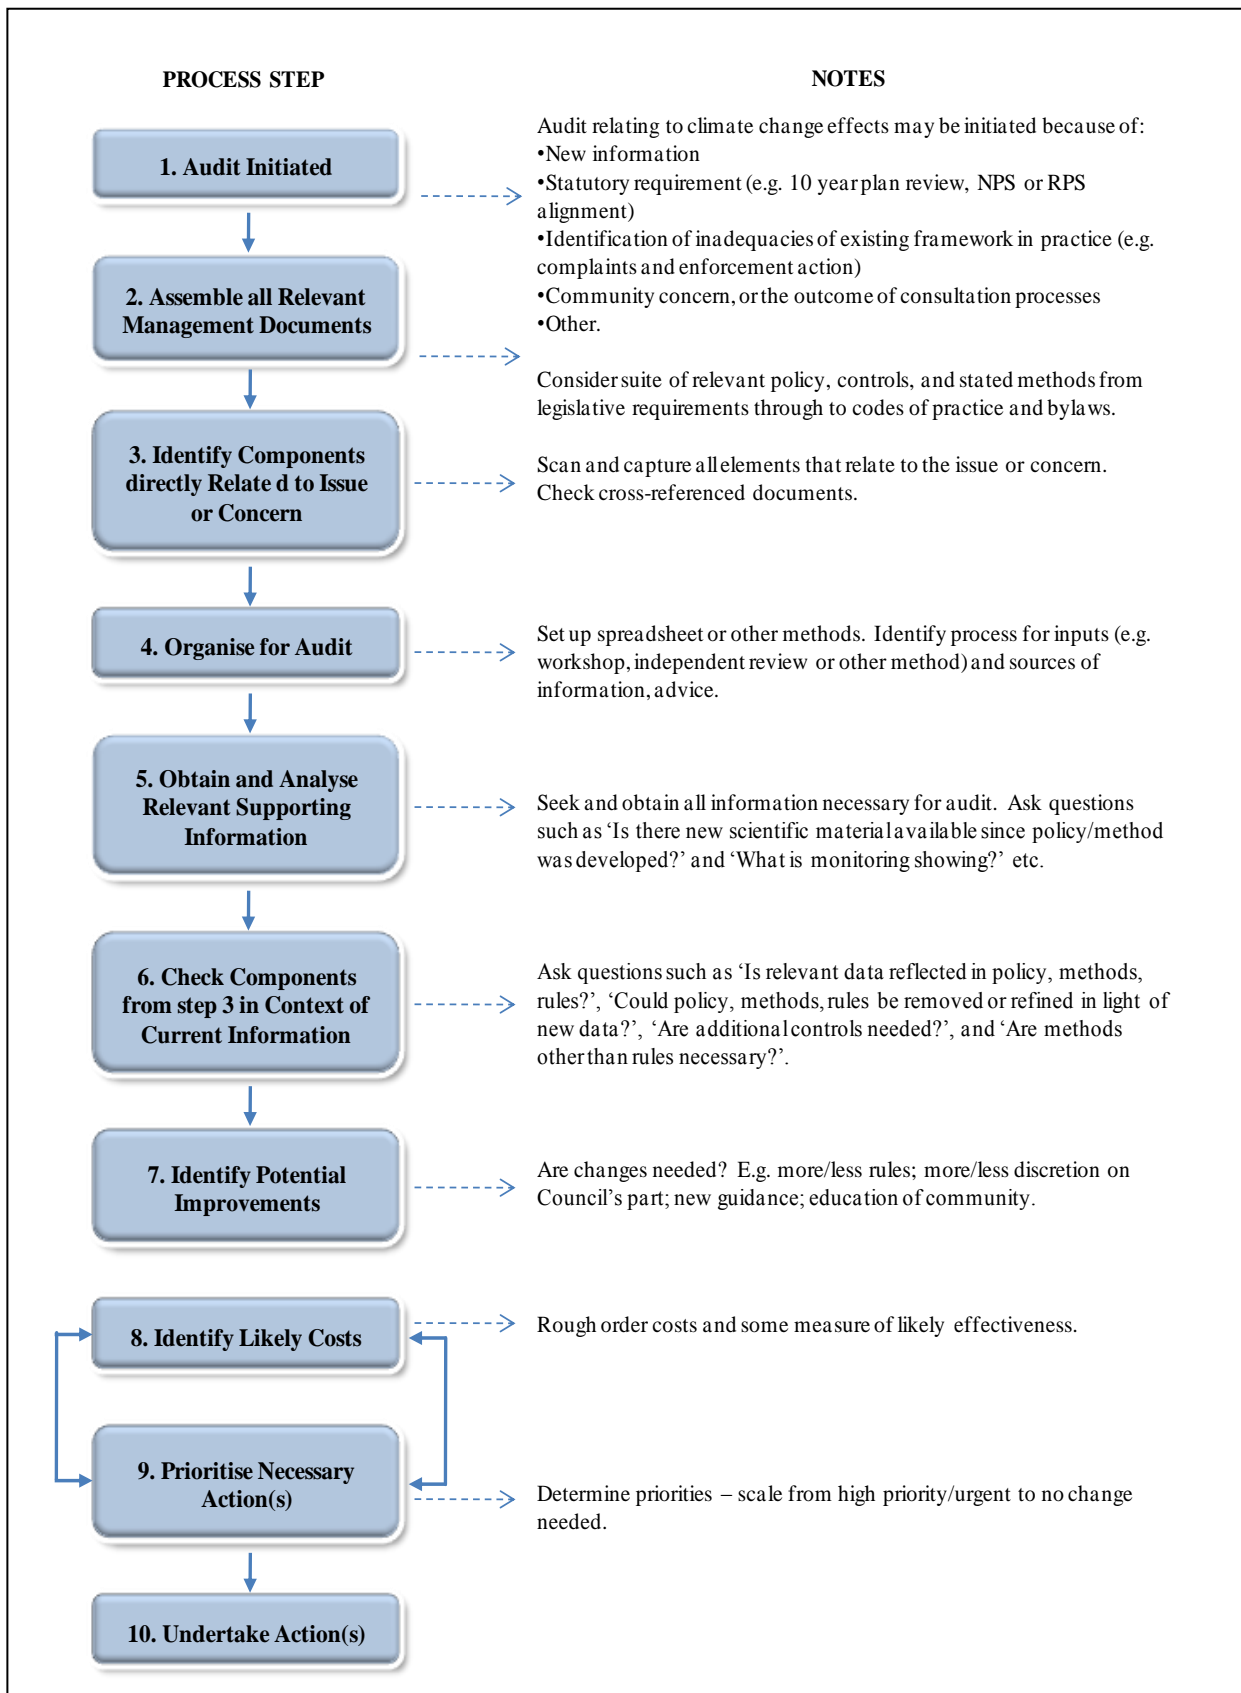 PROCESS STEP
NOTES
1. Audit Initiated
Audit relating to climate change effects may be initiated because of:
•New information
•Statutory requirement (e.g. 10 year plan review, NPS or RPS
alignment)
•Identification of inadequacies of existing framework in practice (e.g.
complaints and enforcement action)
•Community concern, or the outcome of consultation processes
•Other.
2. Assemble all Relevant
Management Documents
Consider suite of relevant policy, controls, and stated methods from
legislative requirements through to codes of practice and bylaws.
3. Identify Components
directly Relate d to Issue
or Concern
Scan and capture all elements that relate to the issue or concern.
Check cross-referenced documents.
4. Organise for Audit
Set up spreadsheet or other methods. Identify process for inputs (e.g.
workshop, independent review or other method) and sources of
information, advice.
5. Obtain and Analyse
Relevant Supporting
Information
Seek and obtain all information necessary for audit. Ask questions
such as ‘Is there new scientific material available since policy/method
was developed?’ and ‘What is monitoring showing?’ etc.
6. Check Components
from step 3 in Context of
Current Information
Ask questions such as ‘Is relevant data reflected in policy, methods,
rules?’, ‘Could policy, methods, rules be removed or refined in light of
new data?’, ‘Are additional controls needed?’, and ‘Are methods
other than rules necessary?’.
7. Identify Potential
Improvements
Are changes needed? E.g. more/less rules; more/less discretion on
Council’s part; new guidance; education of community.
8. Identify Likely Costs
Rough order costs and some measure of likely effectiveness.
9. Prioritise Necessary
Action(s)
Determine priorities – scale from high priority/urgent to no change
needed.
10. Undertake Action(s)